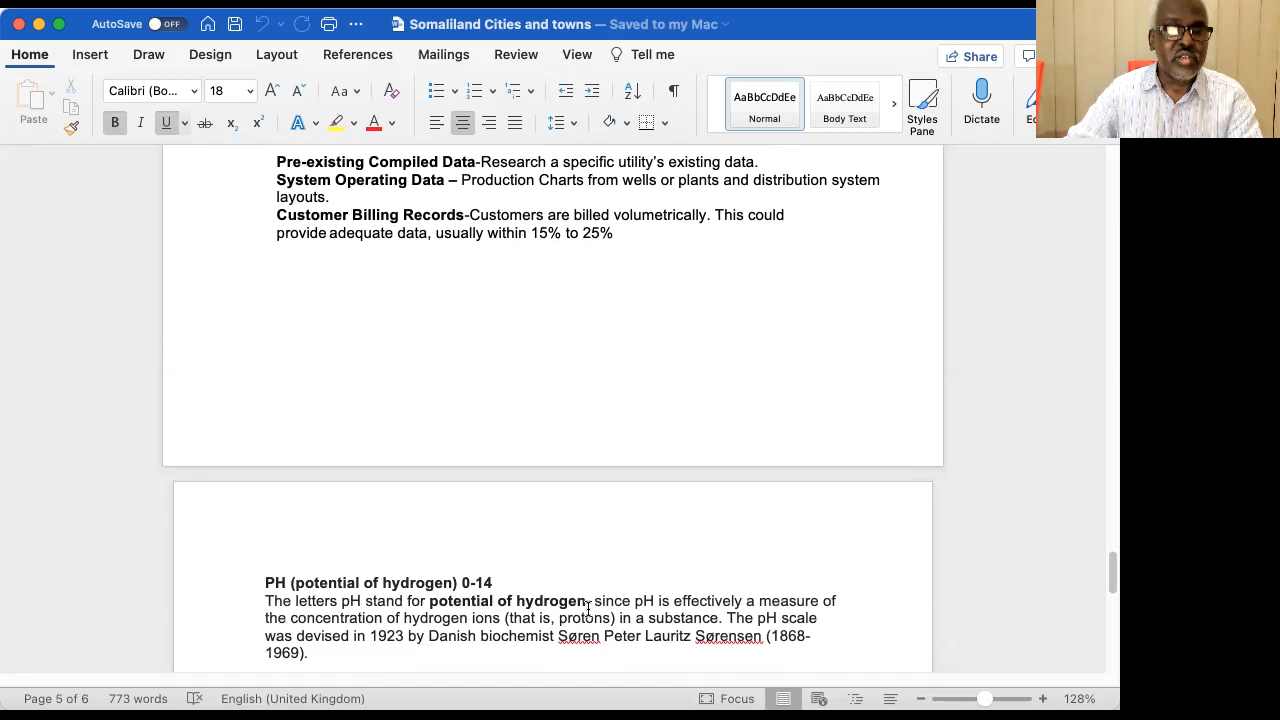 AutoSave OFF
Somaliland Cities and towns — Saved to my Mac
Home Insert Draw Design Layout References Mailings Review View Tell me
Share
Paste
Calibri (Bo... 18
Aa
AaBbCcDdEe
Normal
AaBbCcDdEe
Body Text
Styles
Pane
Dictate
Pre-existing Compiled Data-Research a specific utility’s existing data.
System Operating Data – Production Charts from wells or plants and distribution system
layouts.
Customer Billing Records-Customers are billed volumetrically. This could
provide adequate data, usually within 15% to 25%
PH (potential of hydrogen) 0-14
The letters pH stand for potential of hydrogen, since pH is effectively a measure of
the concentration of hydrogen ions (that is, protons) in a substance. The pH scale
was devised in 1923 by Danish biochemist Søren Peter Lauritz Sørensen (1868-
1969).
Page 5 of 6 773 words English (United Kingdom) Focus 128%